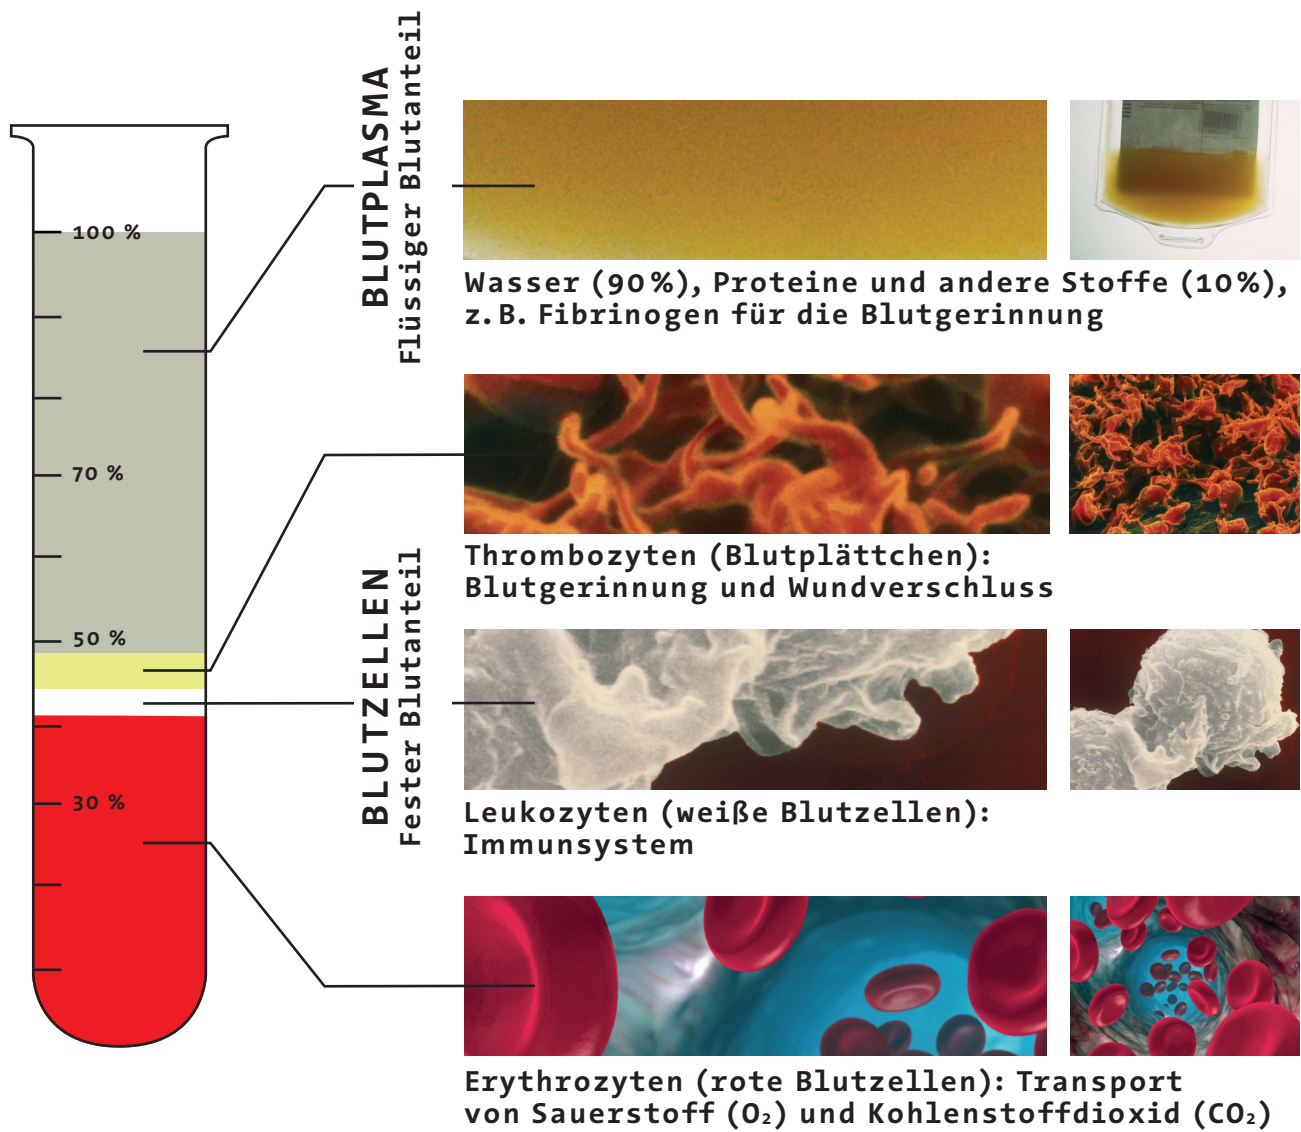 100 %
70 %
50 %
30 %
BLUTPLASMA
Flüssiger Blutanteil
BLUTZELLEN
Fester Blutanteil
Wasser (90%), Proteine und andere Stoffe (10%),
z.B. Fibrinogen für die Blutgerinnung
Thrombozyten (Blutplättchen):
Blutgerinnung und Wundverschluss
Leukozyten (weiße Blutzellen):
Immunsystem
Erythrozyten (rote Blutzellen): Transport
von Sauerstoff (O₂) und Kohlenstoffdioxid (CO₂)